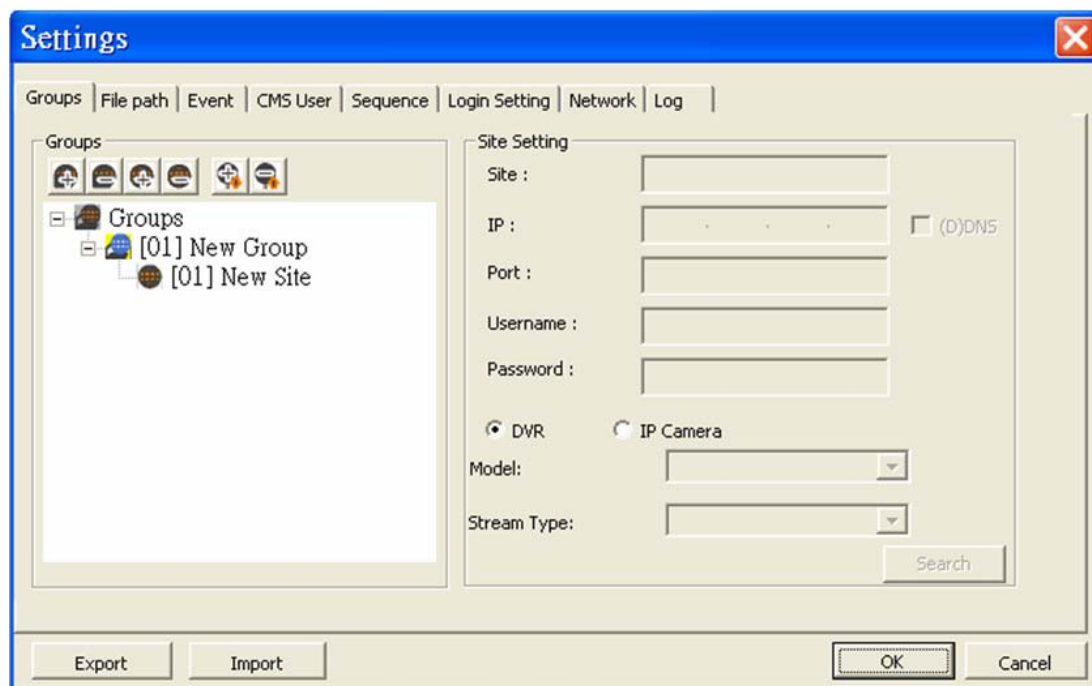 Settings
Groups File path Event CMS User Sequence Login Setting Network Log
Groups
Groups
[01] New Group
[01] New Site
Site Setting
Site :
IP :
(D)DNS
Port :
Username :
Password :
DVR
IP Camera
Model:
Stream Type:
Search
Export
Import
OK
Cancel